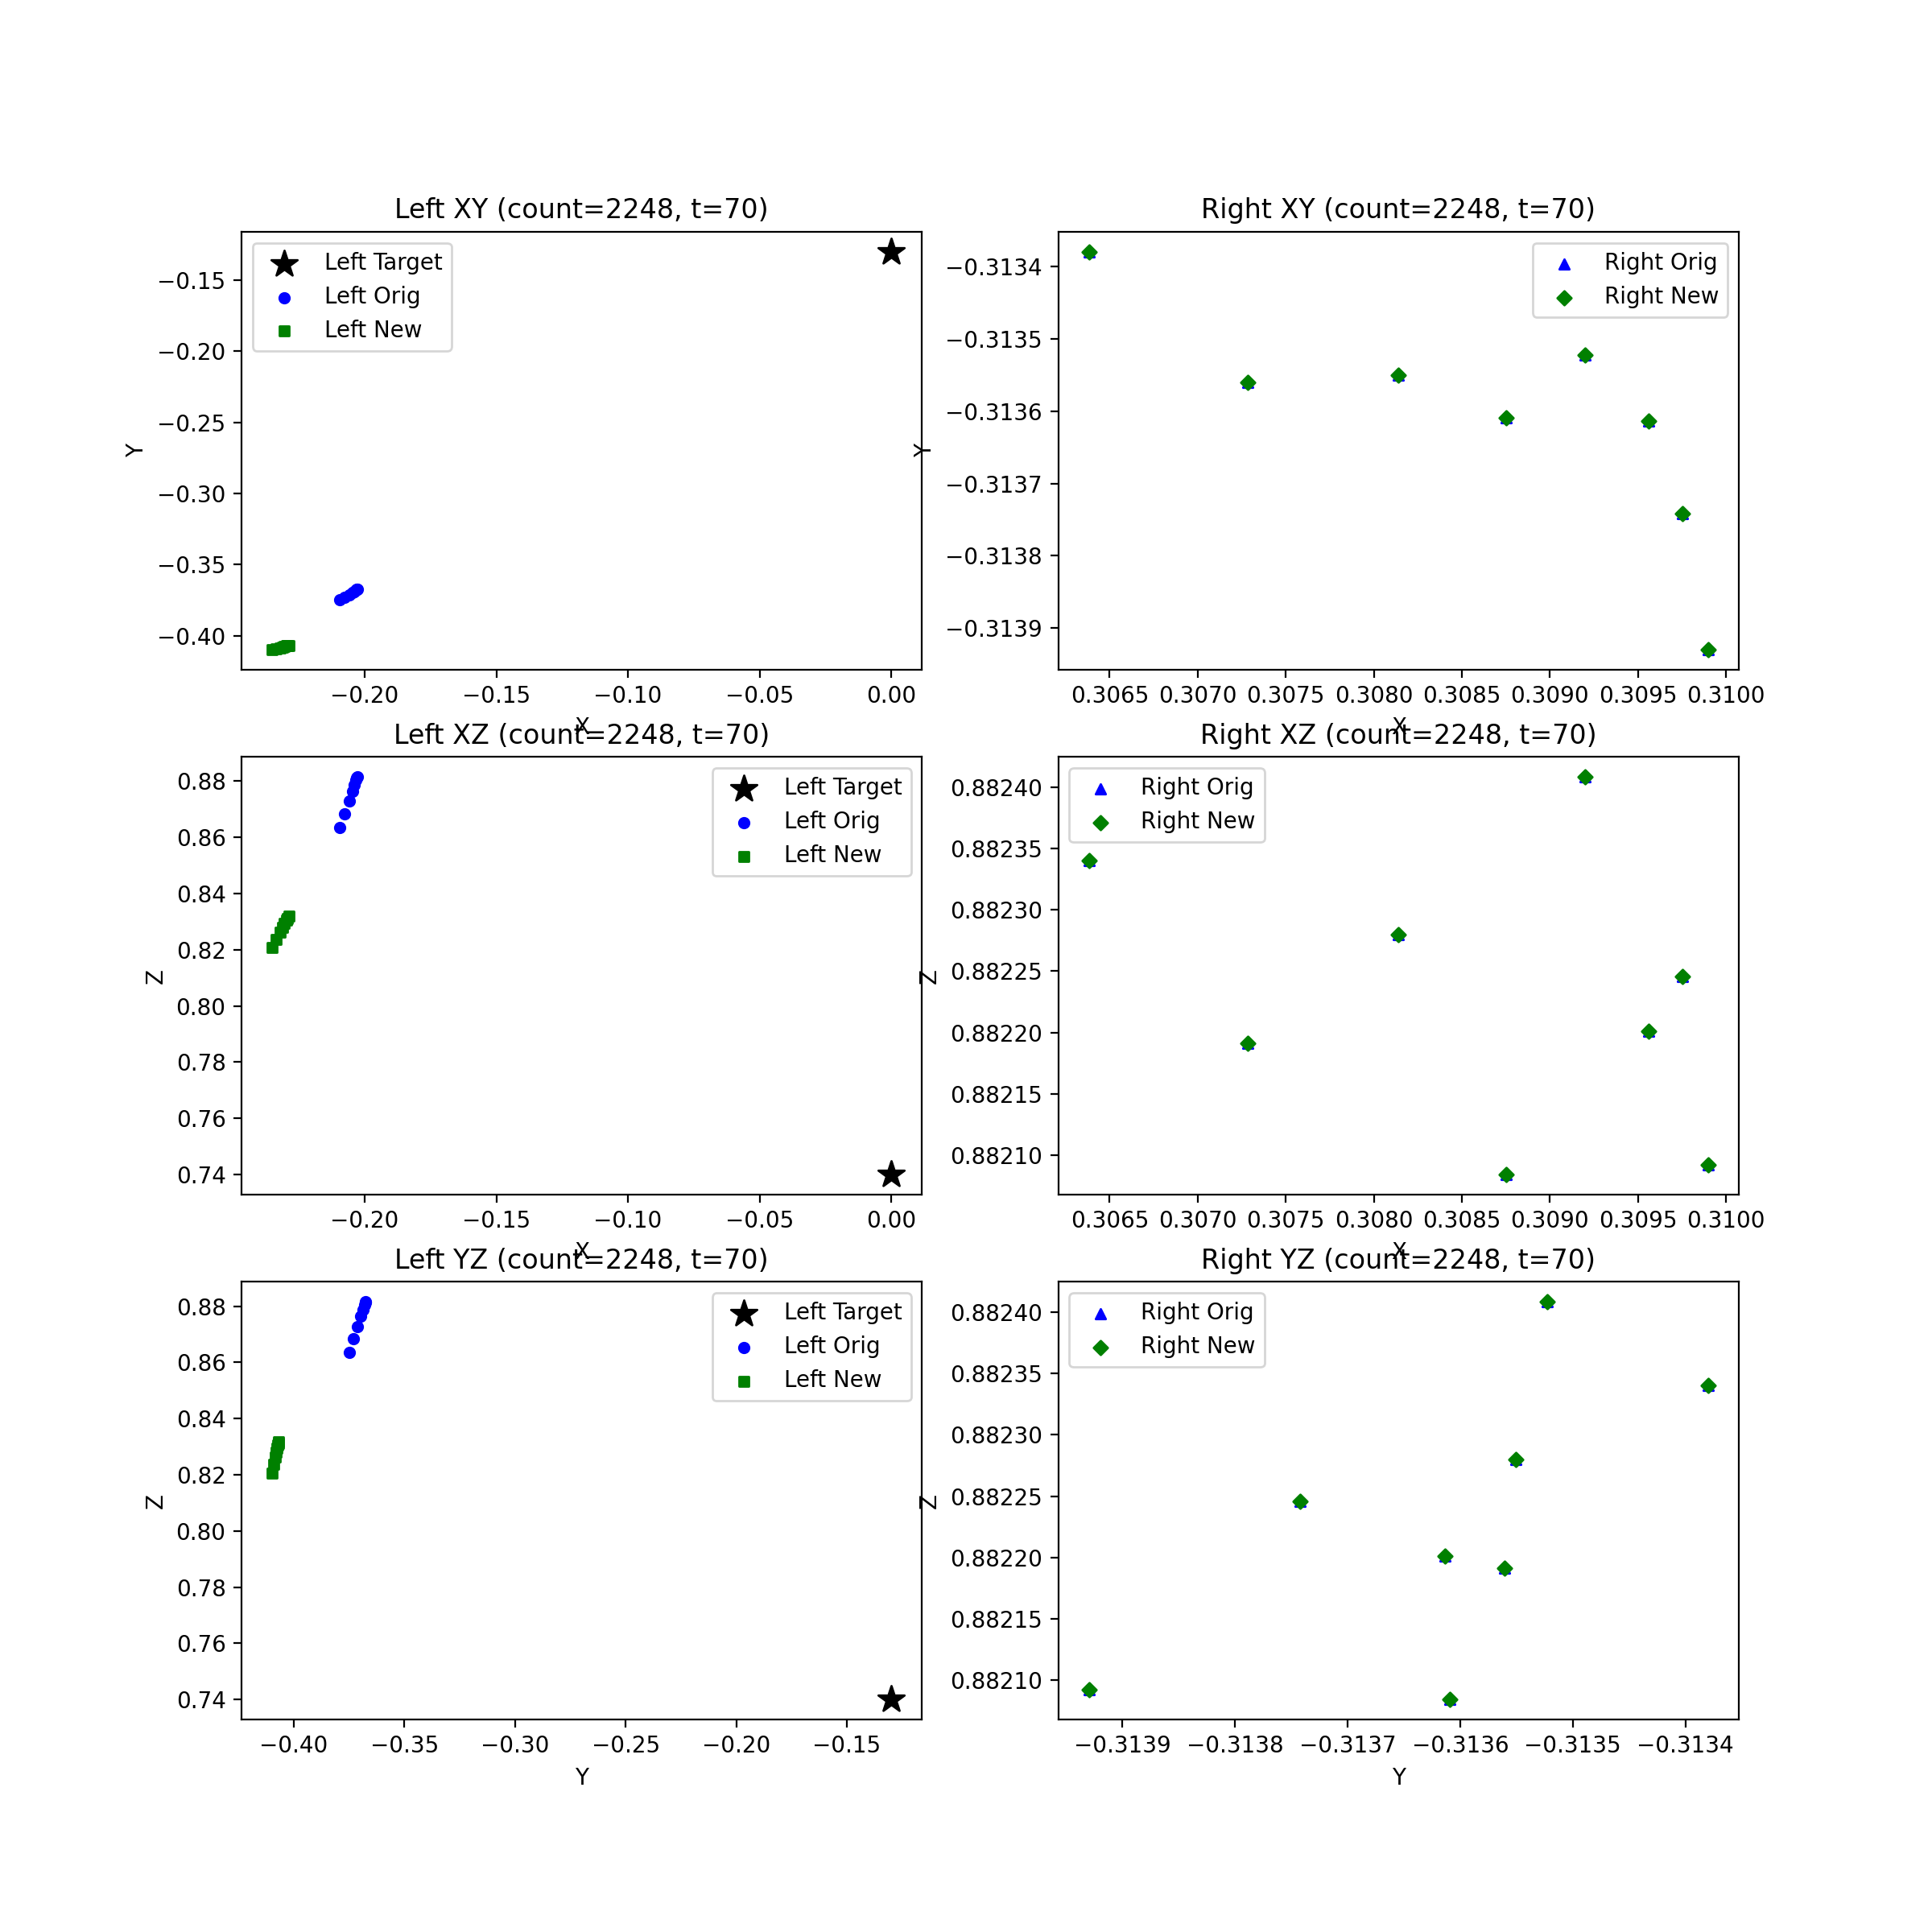 Left XY (count=2248, t=70)
Left Target
Left Orig
Left New
−0.15
−0.20
−0.25
−0.30
−0.35
−0.40
Y
−0.20
−0.15
−0.10
−0.05
0.00
X
Right XY (count=2248, t=70)
Right Orig
Right New
−0.3134
−0.3135
−0.3136
−0.3137
−0.3138
−0.3139
Y
0.3065
0.3070
0.3075
0.3080
0.3085
0.3090
0.3095
0.3100
X
Left XZ (count=2248, t=70)
Left Target
Left Orig
Left New
0.88
0.86
0.84
0.82
0.80
0.78
0.76
0.74
Z
−0.20
−0.15
−0.10
−0.05
0.00
X
Right XZ (count=2248, t=70)
Right Orig
Right New
0.88240
0.88235
0.88230
0.88225
0.88220
0.88215
0.88210
Z
0.3065
0.3070
0.3075
0.3080
0.3085
0.3090
0.3095
0.3100
X
Left YZ (count=2248, t=70)
Left Target
Left Orig
Left New
0.88
0.86
0.84
0.82
0.80
0.78
0.76
0.74
Z
−0.40
−0.35
−0.30
−0.25
−0.20
−0.15
Y
Right YZ (count=2248, t=70)
Right Orig
Right New
0.88240
0.88235
0.88230
0.88225
0.88220
0.88215
0.88210
Z
−0.3139
−0.3138
−0.3137
−0.3136
−0.3135
−0.3134
Y